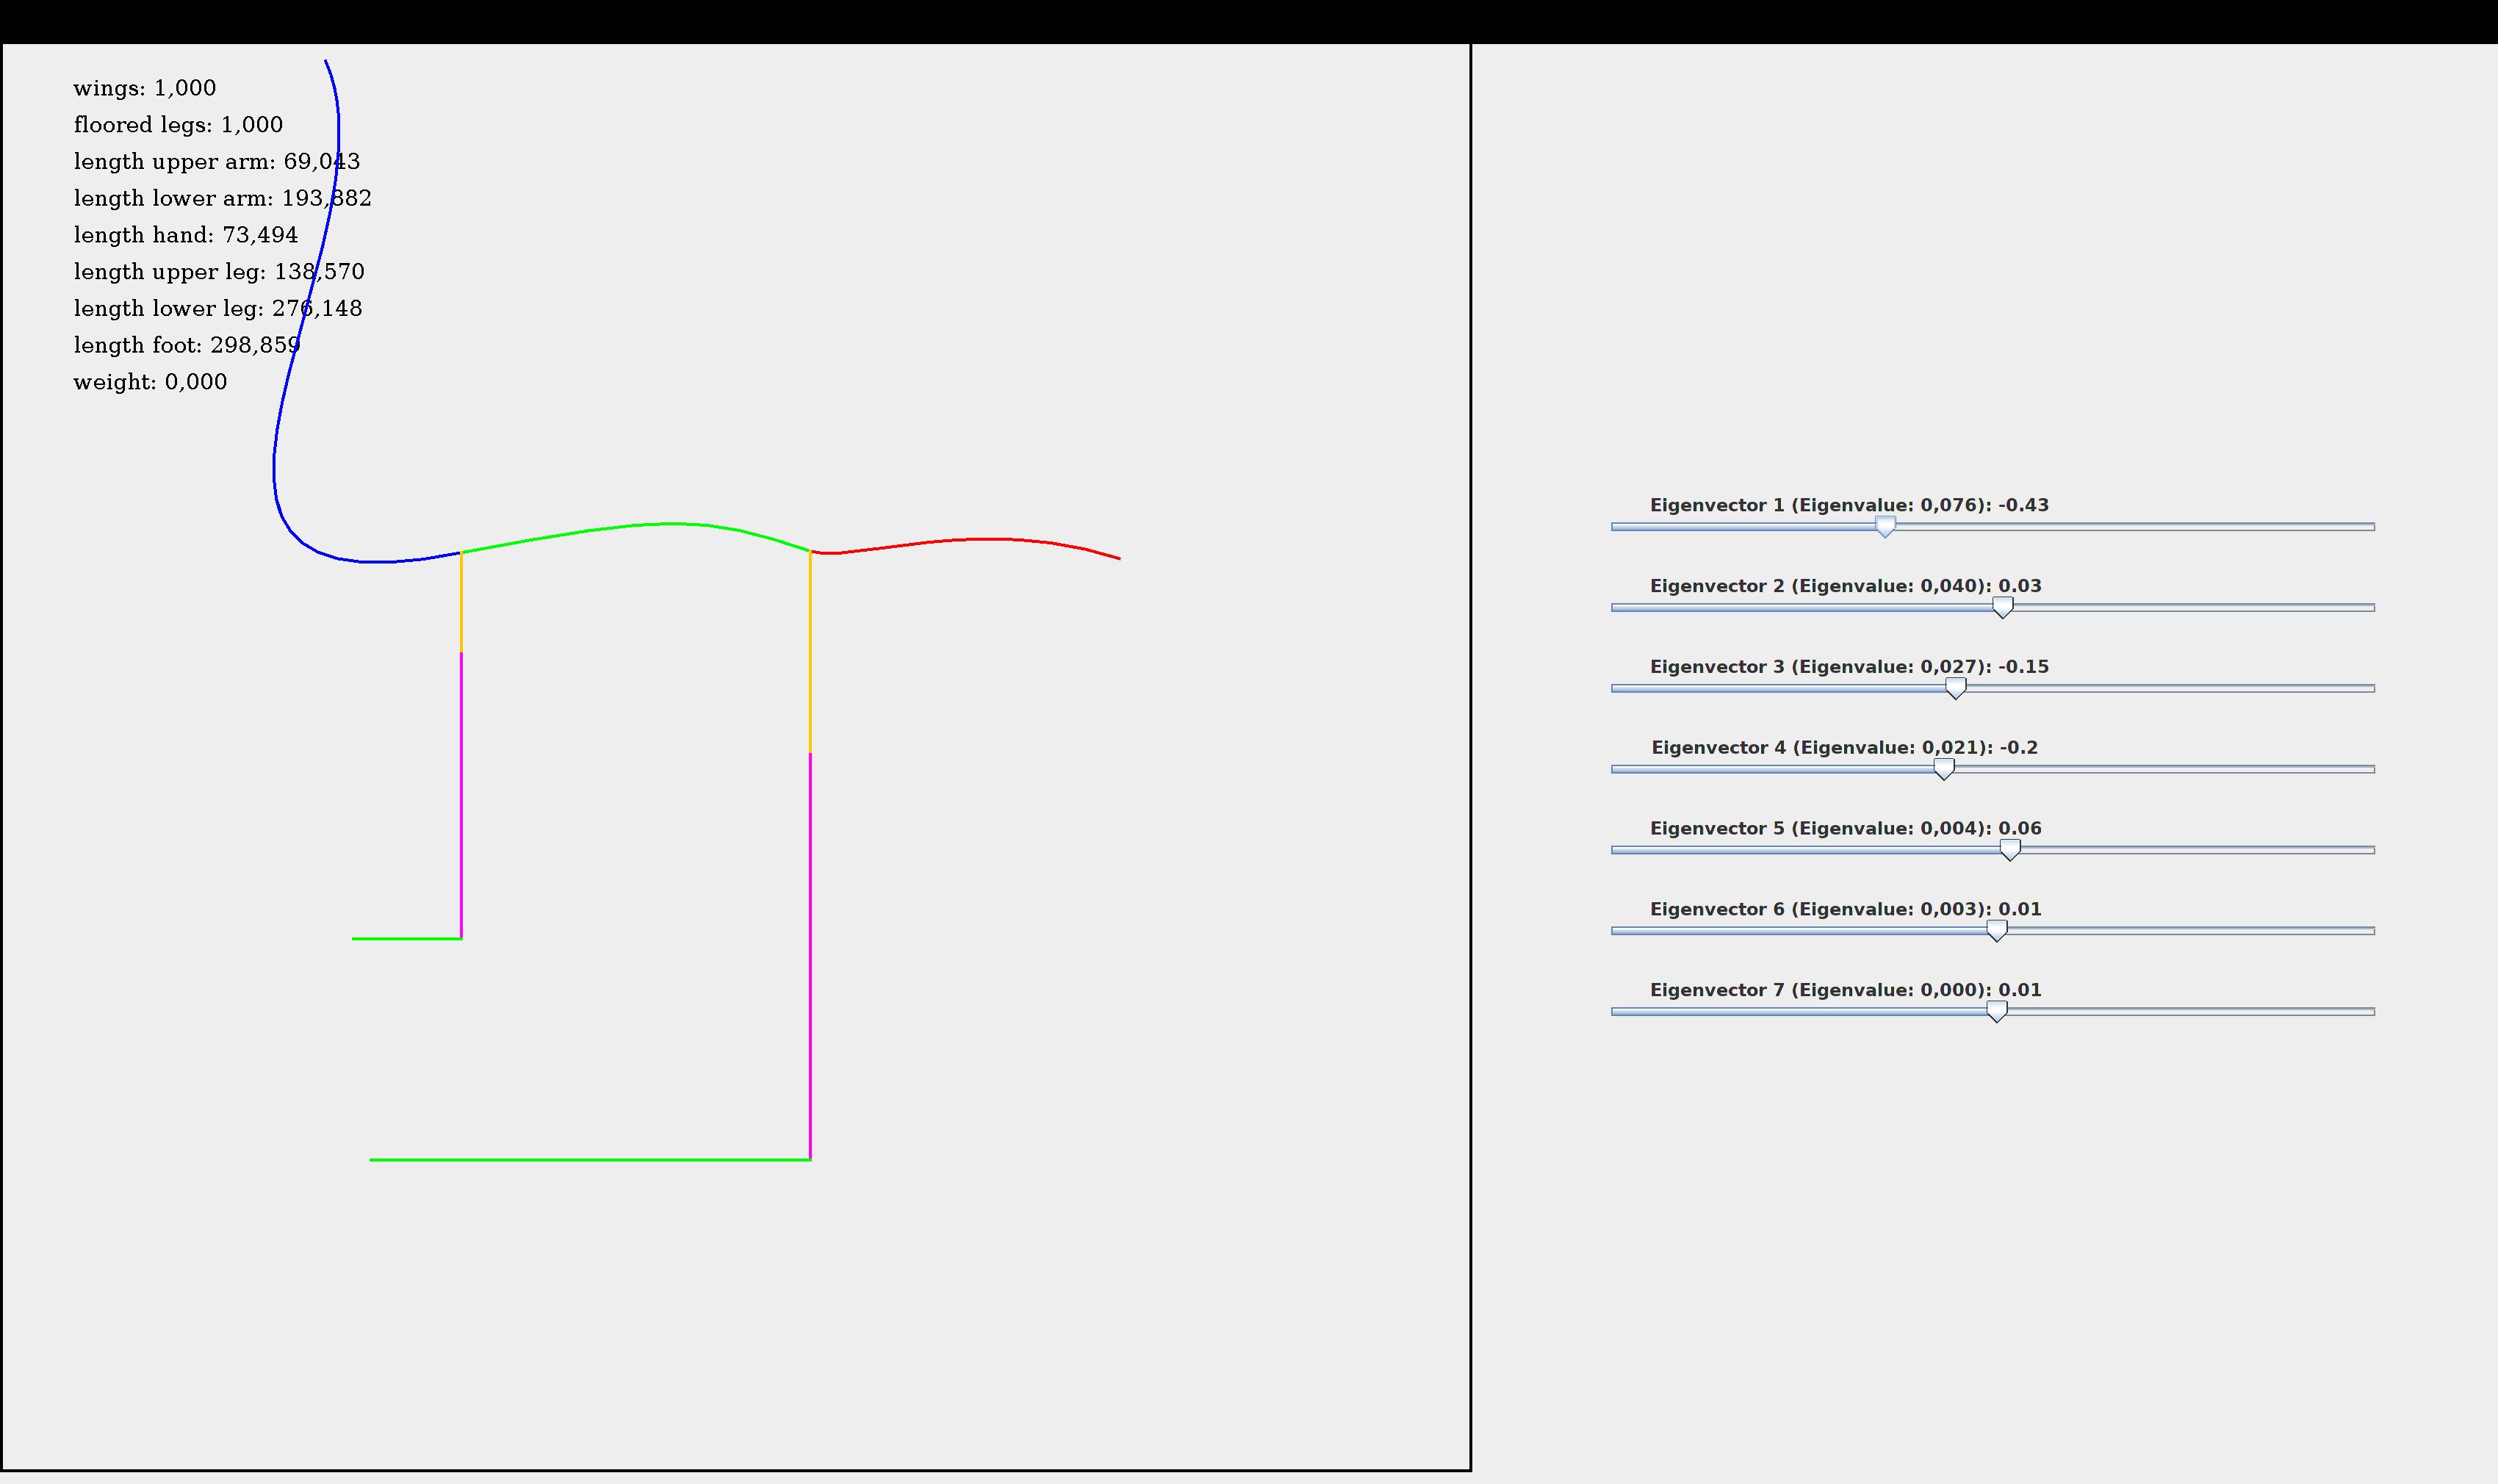 wings: 1,000
floored legs: 1,000
length upper arm: 69,043
length lower arm: 193,882
length hand: 73,494
length upper leg: 138,570
length lower leg: 276,148
length foot: 298,859
weight: 0,000
Eigenvector 1 (Eigenvalue: 0,076): -0.43
Eigenvector 2 (Eigenvalue: 0,040): 0.03
Eigenvector 3 (Eigenvalue: 0,027): -0.15
Eigenvector 4 (Eigenvalue: 0,021): -0.2
Eigenvector 5 (Eigenvalue: 0,004): 0.06
Eigenvector 6 (Eigenvalue: 0,003): 0.01
Eigenvector 7 (Eigenvalue: 0,000): 0.01